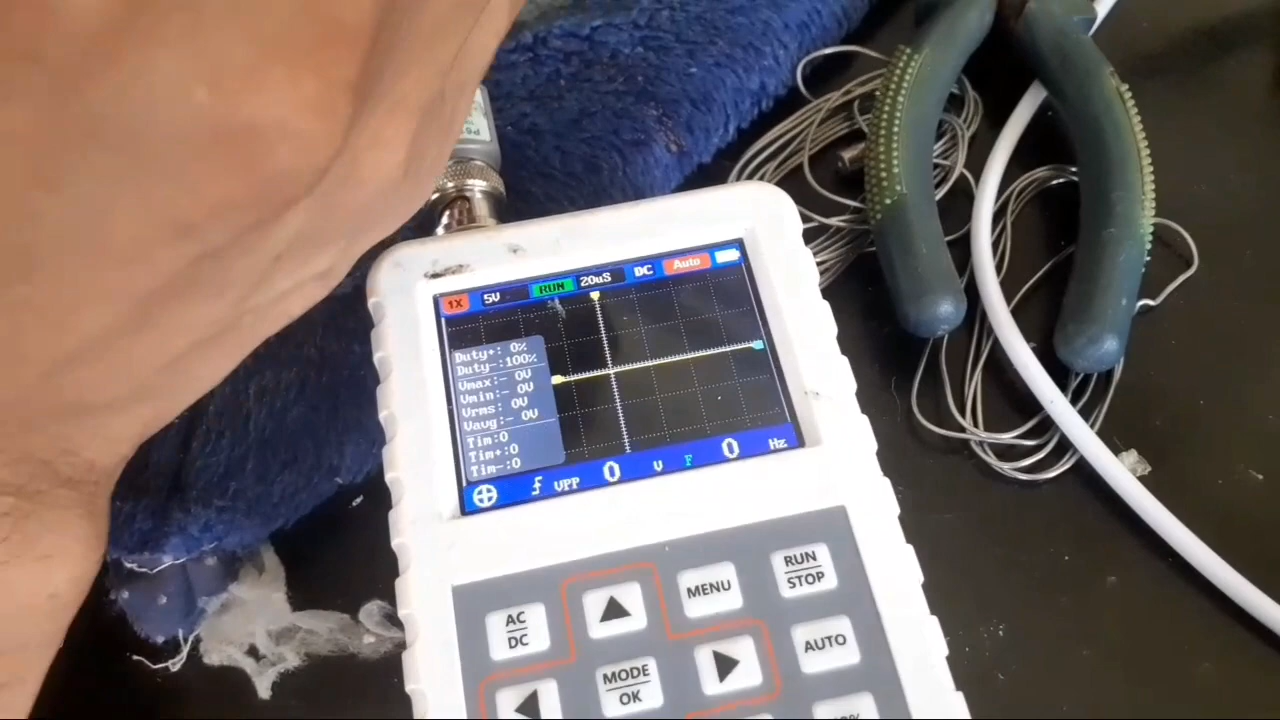 1X 5V RUN 20uS DC Auto
Duty+: 0%
Duty-:100%
Vmax:- 0V
Vmin:- 0V
Vrms: 0V
Vavg:- 0V
Tim:0
Tim+:0
Tim-:0
VPP 0 V F 0 Hz
AC
DC
MENU
RUN
STOP
MODE
OK
AUTO